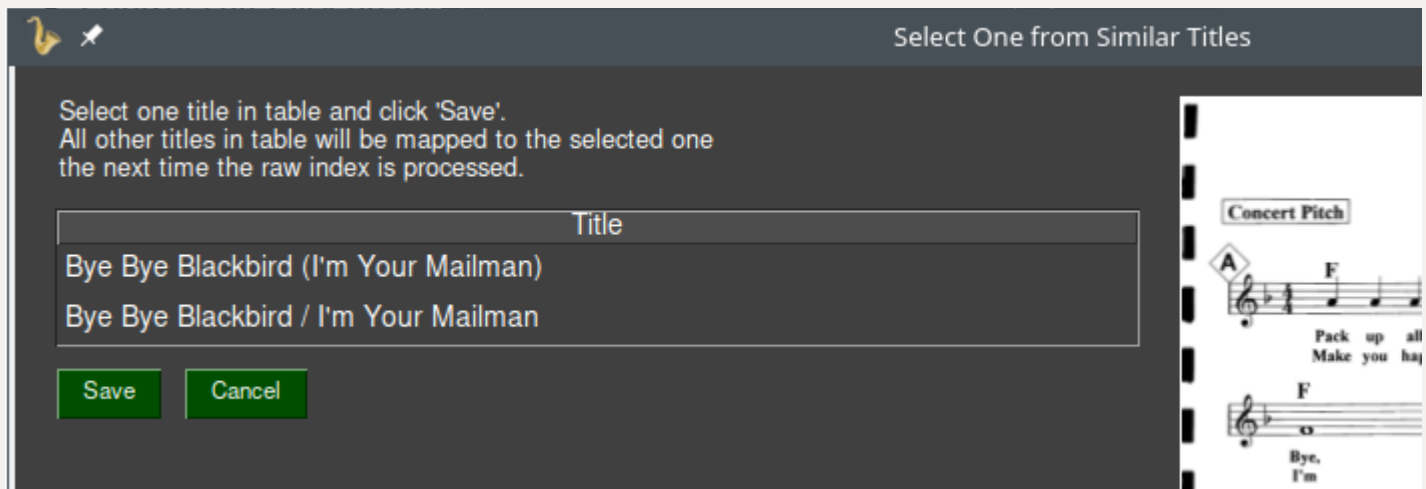 Select One from Similar Titles
Select one title in table and click 'Save'.
All other titles in table will be mapped to the selected one
the next time the raw index is processed.
Title
Bye Bye Blackbird (I'm Your Mailman)
Bye Bye Blackbird / I'm Your Mailman
Save Cancel
Concert Pitch
A
F
Pack up all
Make you
F
Bye,
I'm